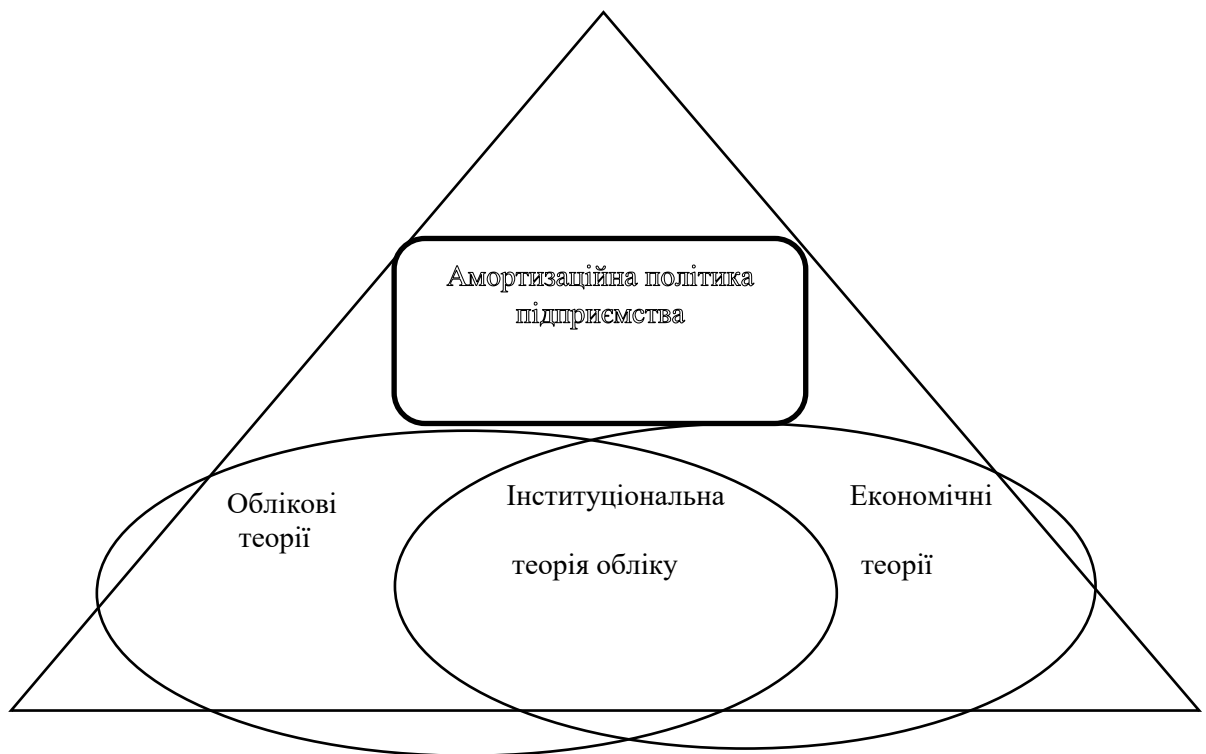 Амортизаційна політика
підприємства
Облікові
теорії
Інституціональна
теорія обліку
Економічні
теорії